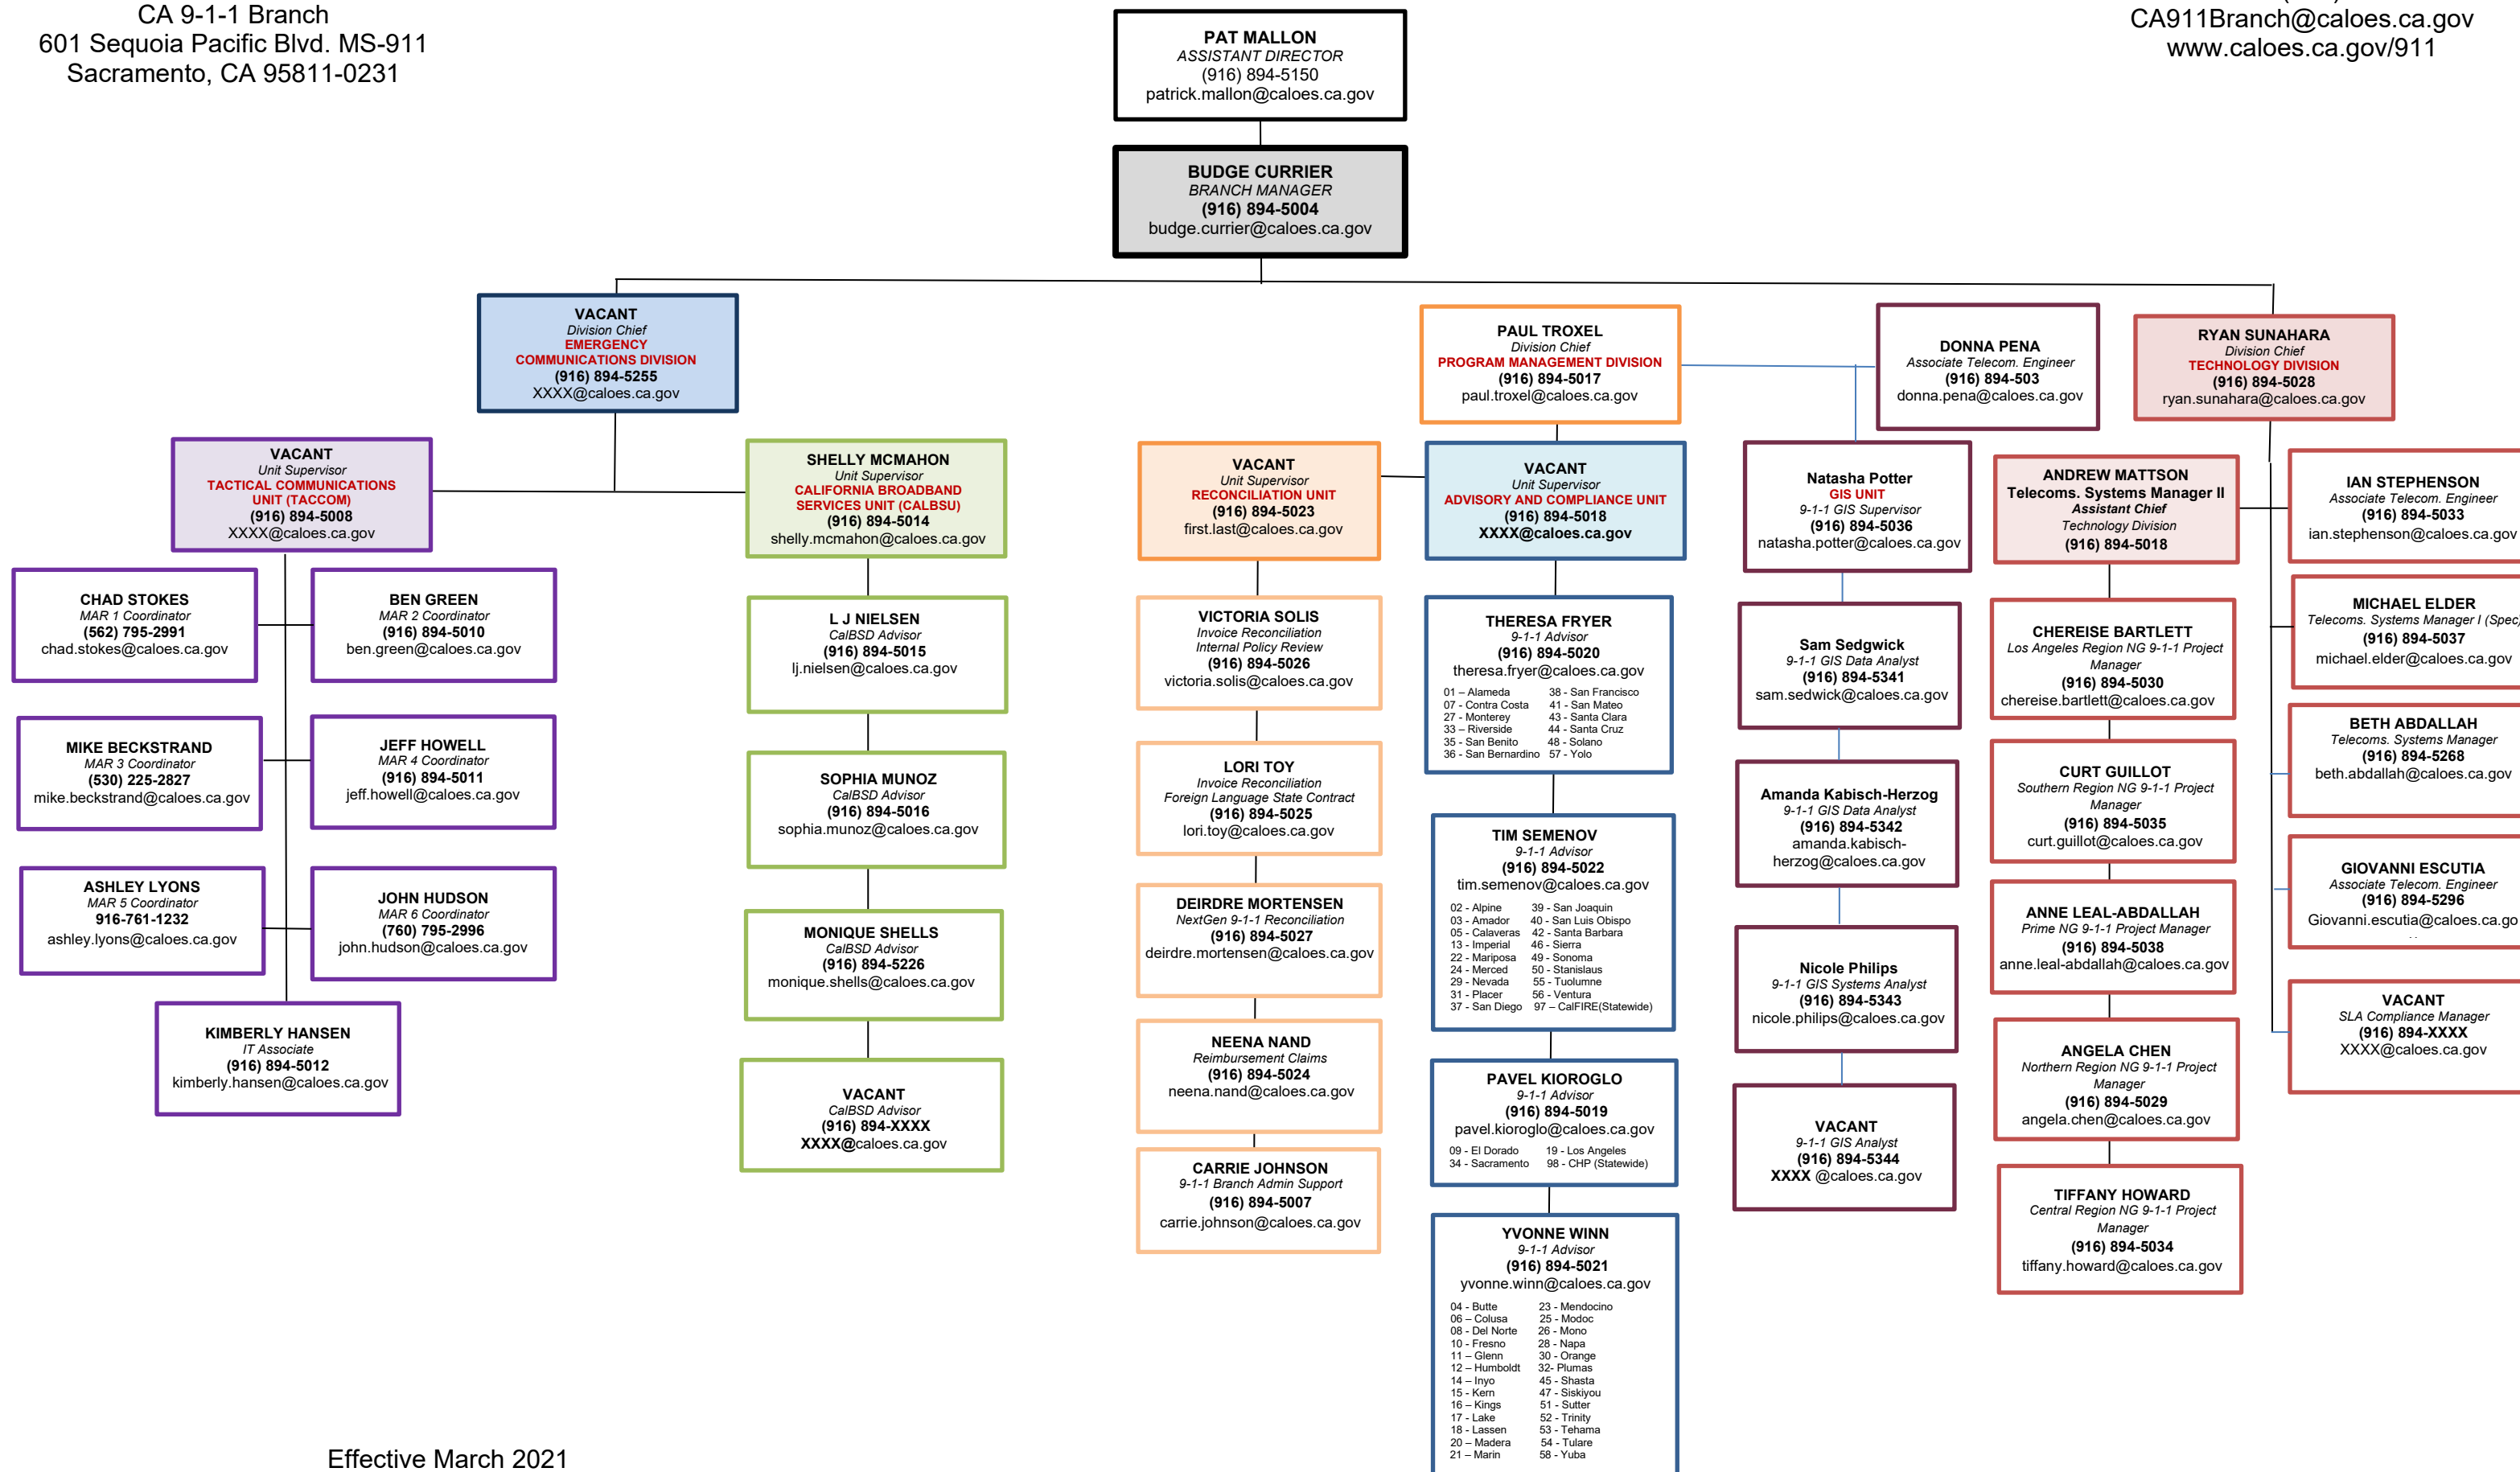 CA 9-1-1 Branch
601 Sequoia Pacific Blvd. MS-911
Sacramento, CA 95811-0231
CA911Branch@caloes.ca.gov
www.caloes.ca.gov/911
PAT MALLON
ASSISTANT DIRECTOR
(916) 894-5150
patrick.mallon@caloes.ca.gov
BUDGE CURRIER
BRANCH MANAGER
(916) 894-5004
budge.currier@caloes.ca.gov
VACANT
Division Chief
EMERGENCY
COMMUNICATIONS DIVISION
(916) 894-5255
XXXX@caloes.ca.gov
PAUL TROXEL
Division Chief
PROGRAM MANAGEMENT DIVISION
(916) 894-5017
paul.troxel@caloes.ca.gov
DONNA PENA
Associate Telecom. Engineer
(916) 894-503
donna.pena@caloes.ca.gov
RYAN SUNAHARA
Division Chief
TECHNOLOGY DIVISION
(916) 894-5028
ryan.sunahara@caloes.ca.gov
VACANT
Unit Supervisor
TACTICAL COMMUNICATIONS
UNIT (TACCOM)
(916) 894-5008
XXXX@caloes.ca.gov
CHAD STOKES
MAR 1 Coordinator
(562) 795-2991
chad.stokes@caloes.ca.gov
BEN GREEN
MAR 2 Coordinator
(916) 894-5010
ben.green@caloes.ca.gov
MIKE BECKSTRAND
MAR 3 Coordinator
(530) 225-2827
mike.beckstrand@caloes.ca.gov
JEFF HOWELL
MAR 4 Coordinator
(916) 894-5011
jeff.howell@caloes.ca.gov
ASHLEY LYONS
MAR 5 Coordinator
916-761-1232
ashley.lyons@caloes.ca.gov
JOHN HUDSON
MAR 6 Coordinator
(760) 795-2996
john.hudson@caloes.ca.gov
KIMBERLY HANSEN
IT Associate
(916) 894-5012
kimberly.hansen@caloes.ca.gov
SHELLY MCMAHON
Unit Supervisor
CALIFORNIA BROADBAND
SERVICES UNIT (CALBSU)
(916) 894-5014
shelly.mcmahon@caloes.ca.gov
L J NIELSEN
CalBSD Advisor
(916) 894-5015
lj.nielsen@caloes.ca.gov
SOPHIA MUNOZ
CalBSD Advisor
(916) 894-5016
sophia.munoz@caloes.ca.gov
MONIQUE SHELLS
CalBSD Advisor
(916) 894-5226
monique.shells@caloes.ca.gov
VACANT
CalBSD Advisor
(916) 894-XXXX
XXXX@caloes.ca.gov
VACANT
Unit Supervisor
RECONCILIATION UNIT
(916) 894-5023
first.last@caloes.ca.gov
VICTORIA SOLIS
Invoice Reconciliation
Internal Policy Review
(916) 894-5026
victoria.solis@caloes.ca.gov
LORI TOY
Invoice Reconciliation
Foreign Language State Contract
(916) 894-5025
lori.toy@caloes.ca.gov
DEIRDRE MORTENSEN
NextGen 9-1-1 Reconciliation
(916) 894-5027
deirdre.mortensen@caloes.ca.gov
NEENA NAND
Reimbursement Claims
(916) 894-5024
neena.nand@caloes.ca.gov
CARRIE JOHNSON
9-1-1 Branch Admin Support
(916) 894-5007
carrie.johnson@caloes.ca.gov
VACANT
Unit Supervisor
ADVISORY AND COMPLIANCE UNIT
(916) 894-5018
XXXX@caloes.ca.gov
THERESA FRYER
9-1-1 Advisor
(916) 894-5020
theresa.fryer@caloes.ca.gov
01 – Alameda 38 - San Francisco
07 - Contra Costa 41 - San Mateo
27 - Monterey 43 - Santa Clara
33 – Riverside 44 - Santa Cruz
35 - San Benito 48 - Solano
36 - San Bernardino 57 - Yolo
TIM SEMENOV
9-1-1 Advisor
(916) 894-5022
tim.semenov@caloes.ca.gov
02 - Alpine 39 - San Joaquin
03 - Amador 40 - San Luis Obispo
05 - Calaveras 42 - Santa Barbara
13 - Imperial 46 - Sierra
22 - Mariposa 49 - Sonoma
24 - Merced 50 - Stanislaus
29 - Nevada 55 - Tuolumne
31 - Placer 56 - Ventura
37 - San Diego 97 – CalFIRE(Statewide)
PAVEL KIOROGLO
9-1-1 Advisor
(916) 894-5019
pavel.kioroglo@caloes.ca.gov
09 - El Dorado 19 - Los Angeles
34 - Sacramento 98 - CHP (Statewide)
YVONNE WINN
9-1-1 Advisor
(916) 894-5021
yvonne.winn@caloes.ca.gov
04 - Butte 23 - Mendocino
06 – Colusa 25 - Modoc
08 - Del Norte 26 - Mono
10 - Fresno 28 - Napa
11 – Glenn 30 - Orange
12 – Humboldt 32- Plumas
14 – Inyo 45 - Shasta
15 - Kern 47 - Siskiyou
16 – Kings 51 - Sutter
17 - Lake 52 - Trinity
18 - Lassen 53 - Tehama
20 – Madera 54 - Tulare
21 – Marin 58 - Yuba
Natasha Potter
GIS UNIT
9-1-1 GIS Supervisor
(916) 894-5036
natasha.potter@caloes.ca.gov
Sam Sedgwick
9-1-1 GIS Data Analyst
(916) 894-5341
sam.sedwick@caloes.ca.gov
Amanda Kabisch-Herzog
9-1-1 GIS Data Analyst
(916) 894-5342
amanda.kabisch-
herzog@caloes.ca.gov
Nicole Philips
9-1-1 GIS Systems Analyst
(916) 894-5343
nicole.philips@caloes.ca.gov
VACANT
9-1-1 GIS Analyst
(916) 894-5344
XXXX @caloes.ca.gov
ANDREW MATTSON
Telecoms. Systems Manager II
Assistant Chief
Technology Division
(916) 894-5018
CHEREISE BARTLETT
Los Angeles Region NG 9-1-1 Project
Manager
(916) 894-5030
chereise.bartlett@caloes.ca.gov
CURT GUILLOT
Southern Region NG 9-1-1 Project
Manager
(916) 894-5035
curt.guillot@caloes.ca.gov
ANNE LEAL-ABDALLAH
Prime NG 9-1-1 Project Manager
(916) 894-5038
anne.leal-abdallah@caloes.ca.gov
ANGELA CHEN
Northern Region NG 9-1-1 Project
Manager
(916) 894-5029
angela.chen@caloes.ca.gov
TIFFANY HOWARD
Central Region NG 9-1-1 Project
Manager
(916) 894-5034
tiffany.howard@caloes.ca.gov
IAN STEPHENSON
Associate Telecom. Engineer
(916) 894-5033
ian.stephenson@caloes.ca.gov
MICHAEL ELDER
Telecoms. Systems Manager I (Spec)
(916) 894-5037
michael.elder@caloes.ca.gov
BETH ABDALLAH
Telecoms. Systems Manager
(916) 894-5268
beth.abdallah@caloes.ca.gov
GIOVANNI ESCUTIA
Associate Telecom. Engineer
(916) 894-5296
Giovanni.escutia@caloes.ca.go
VACANT
SLA Compliance Manager
(916) 894-XXXX
XXXX@caloes.ca.gov
Effective March 2021